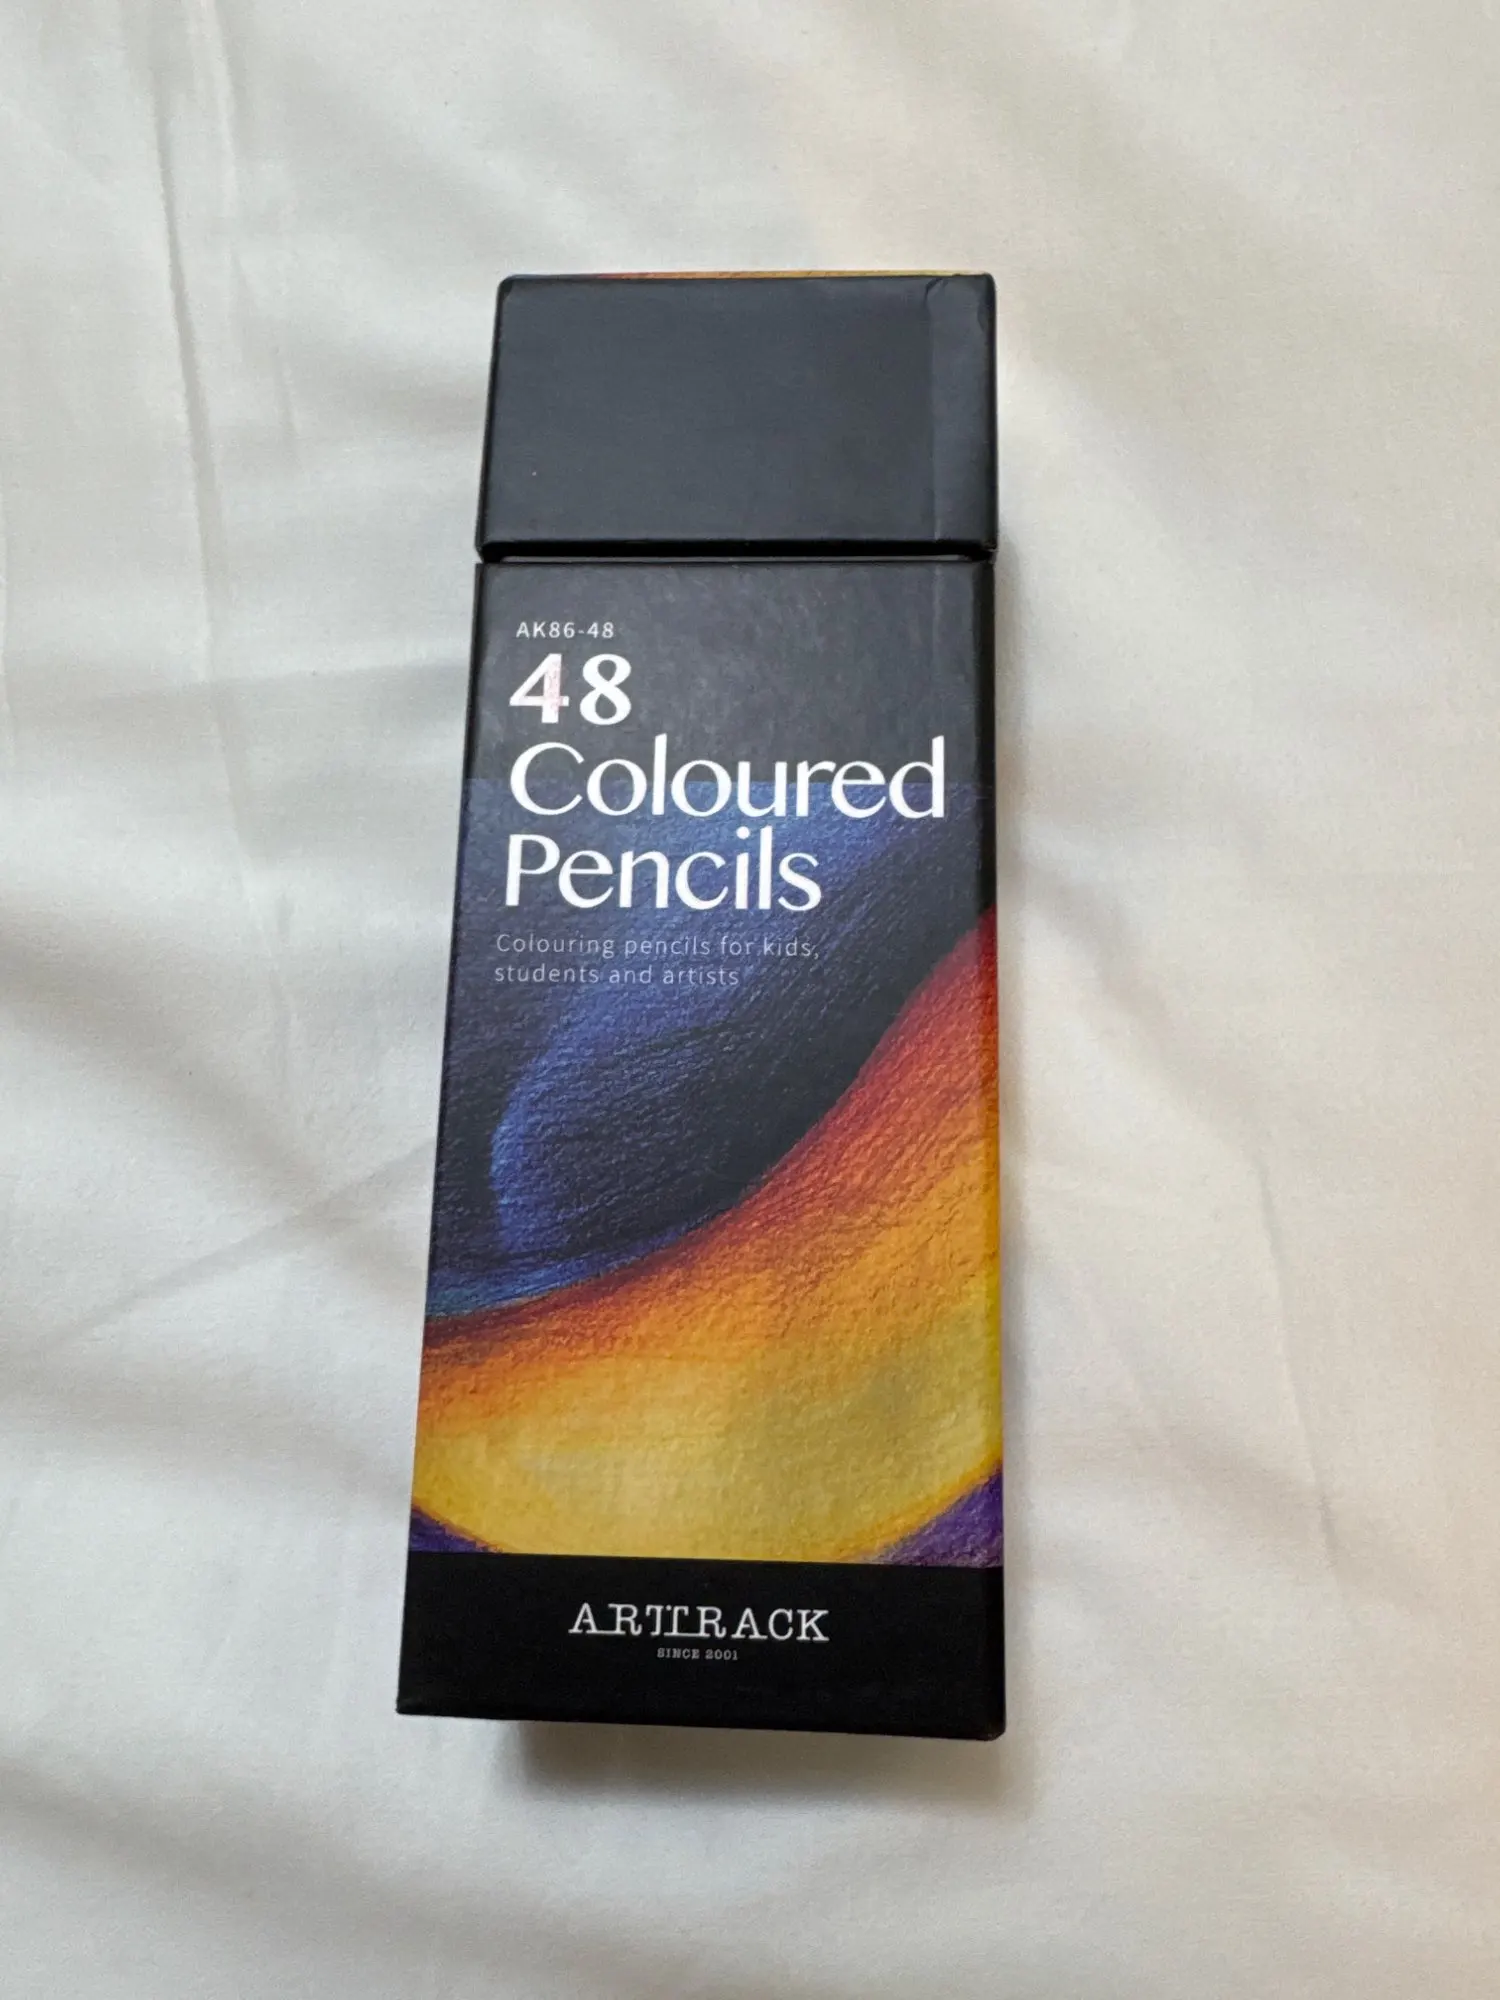 AK86-48
48
Coloured
Pencils
Colouring pencils for kids,
students and artists
ARTTRACK
SINCE 2001